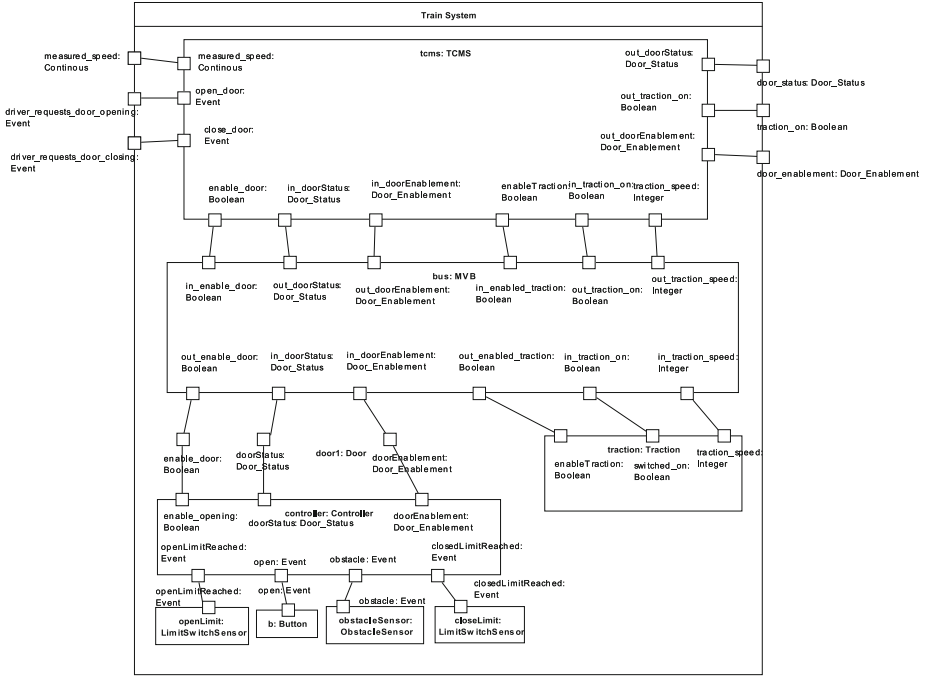 Train System
measured_speed:
Continous
driver_requests_door_opening:
Event
driver_requests_door_closing:
Event
tcms: TCMS
measured_speed:
Continous
open_door:
Event
close_door:
Event
out_doorStatus:
Door_Status
out_traction_on:
Boolean
out_doorEnablement:
Door_Enablement
door_status: Door_Status
traction_on: Boolean
door_enablement: Door_Enablement
enable_door:
Boolean
in_doorStatus:
Door_Status
in_doorEnablement:
Door_Enablement
enableTraction:
Boolean
in_traction_on:
Boolean
traction_speed:
Integer
bus: MVB
in_enable_door:
Boolean
out_doorStatus:
Door_Status
out_doorEnablement:
Door_Enablement
in_enabled_traction:
Boolean
out_traction_on:
Boolean
out_traction_speed:
Integer
out_enable_door:
Boolean
in_doorStatus:
Door_Status
in_doorEnablement:
Door_Enablement
out_enabled_traction:
Boolean
in_traction_on:
Boolean
in_traction_speed:
Integer
enable_door:
Boolean
doorStatus:
Door_Status
door1: Door
doorEnablement:
Door_Enablement
traction: Traction
enableTraction:
Boolean
switched_on:
Boolean
traction_speed:
Integer
controller: Controller
enable_opening:
Boolean
doorStatus: Door_Status
doorEnablement:
Door_Enablement
openLimitReached:
Event
open: Event
obstacle: Event
closedLimitReached:
Event
openLimitReached:
Event
open: Event
obstacle: Event
closedLimitReached:
Event
openLimit:
LimitSwitchSensor
b: Button
obstacleSensor:
ObstacleSensor
closeLimit:
LimitSwitchSensor